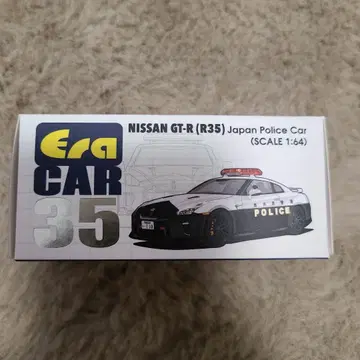 Era
CAR
35
NISSAN GT-R (R35) Japan Police Car
(SCALE 1:64)
POLICE